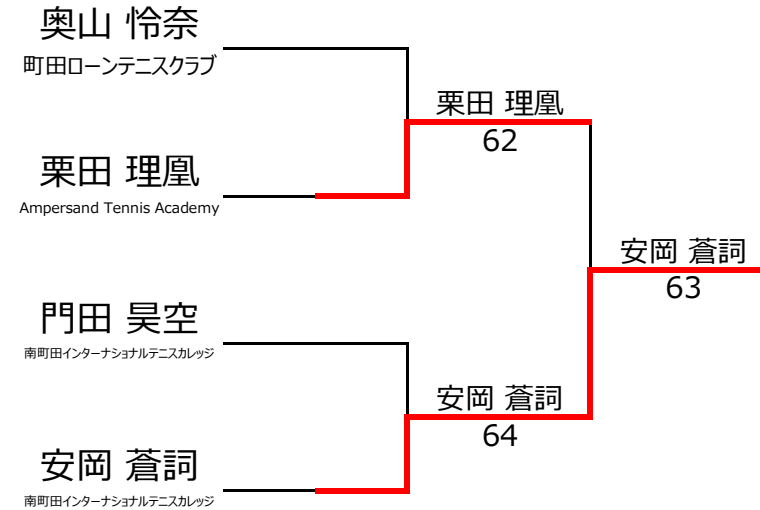 奥山 怜奈
町田ローンテニスクラブ
栗田 理凰
62
栗田 理凰
Ampersand Tennis Academy
安岡 蒼詞
63
門田 昊空
南町田インターナショナルテニスカレッジ
安岡 蒼詞
64
安岡 蒼詞
南町田インターナショナルテニスカレッジ